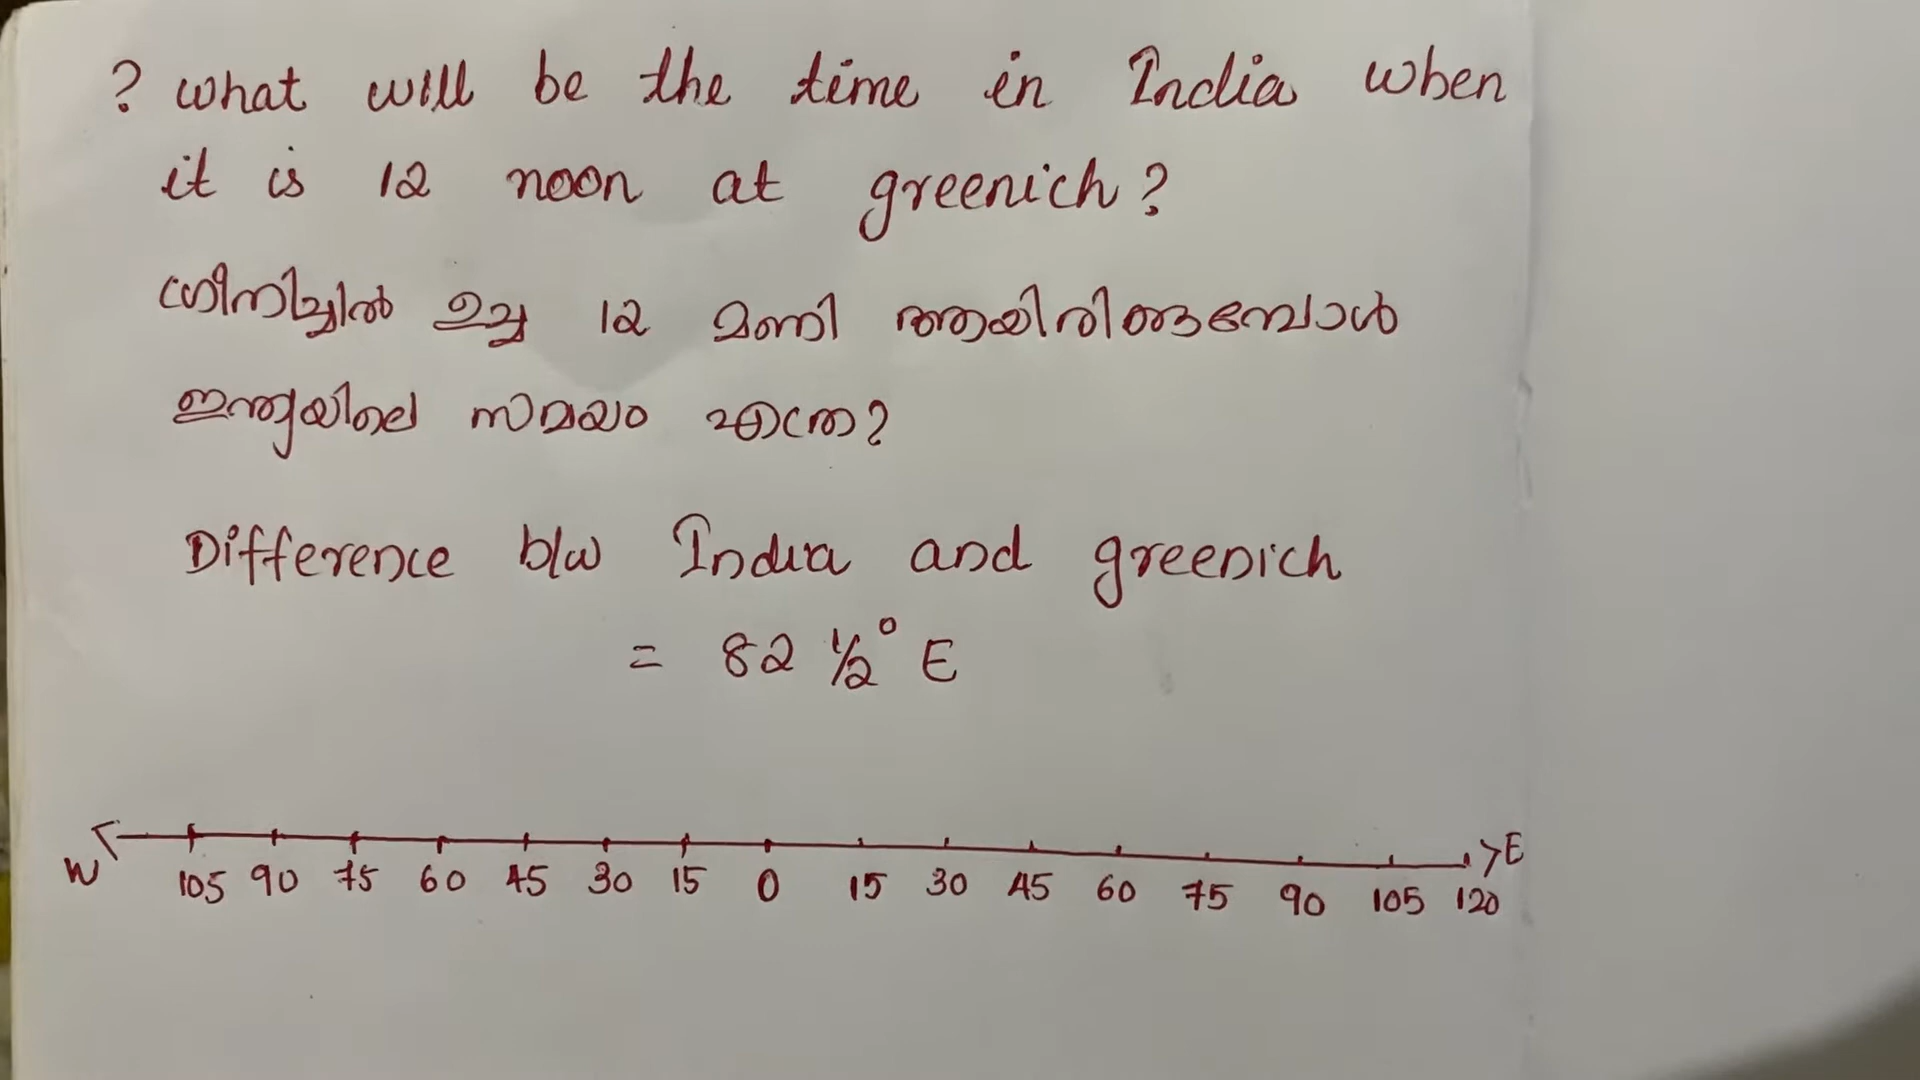 ? what will be the time in India when
it is 12 noon at greenich?
ഗ്രീനിച്ചിൽ ഉച്ച 12 മണി ആയിരിക്കുമ്പോൾ
ഇന്ത്യയിലെ സമയം എത്ര?
Difference b/w India and greenich
= 82 1/2° E
W 105 90 75 60 45 30 15 0 15 30 45 60 75 90 105 120 E